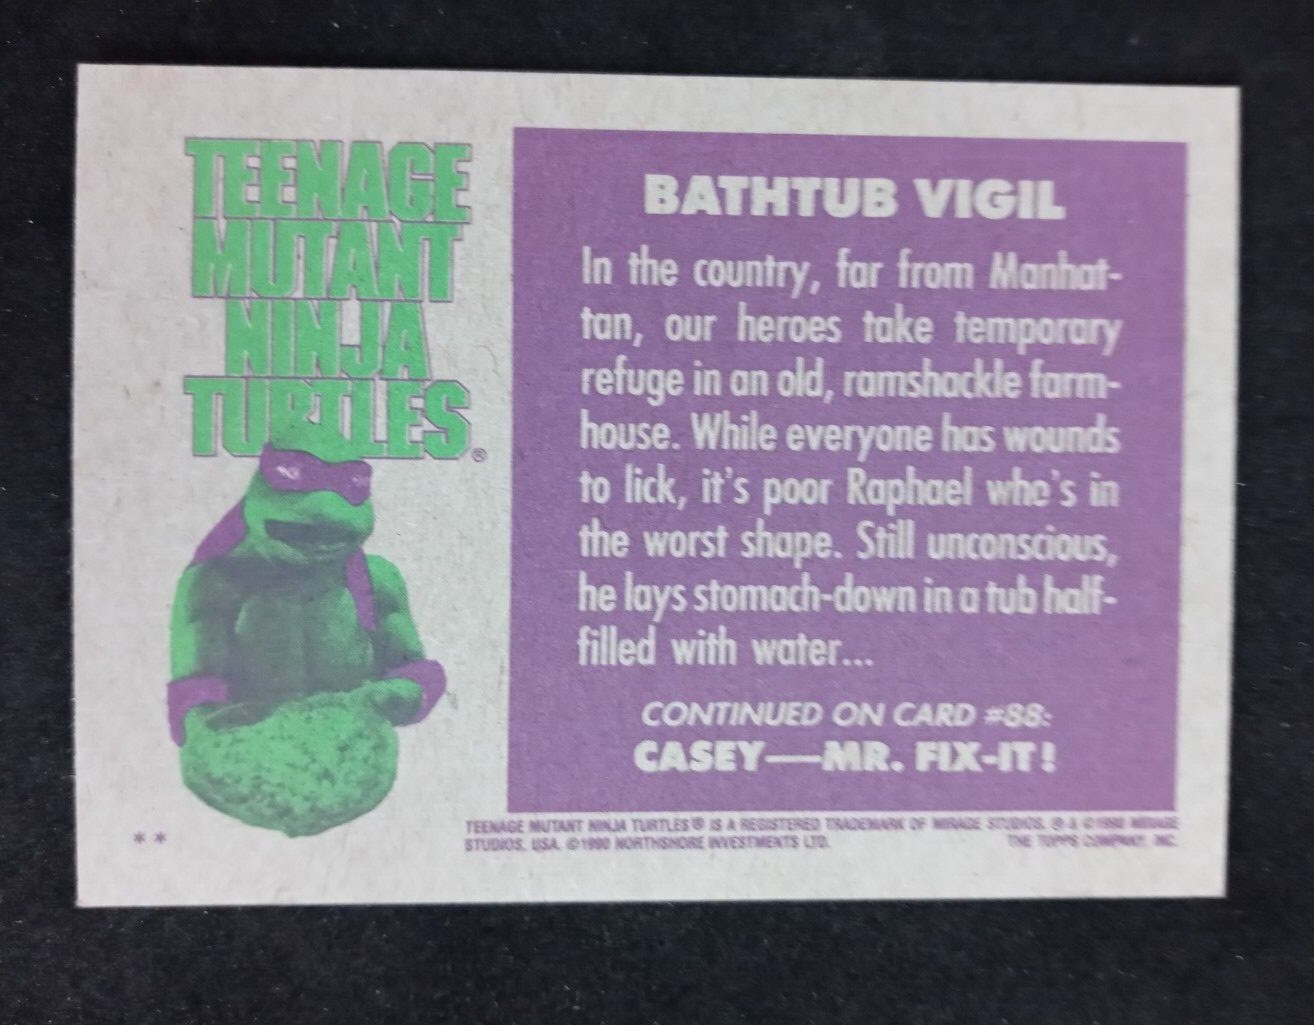 TEENAGE
MUTANT
NINJA
TURTLES®
BATHTUB VIGIL
In the country, far from Manhat-
tan, our heroes take temporary
refuge in an old, ramshackle farm-
house. While everyone has wounds
to lick, it's poor Raphael who's in
the worst shape. Still unconscious,
he lays stomach-down in a tub half-
filled with water...
CONTINUED ON CARD #88:
CASEY—MR. FIX-IT!
* *
TEENAGE MUTANT NINJA TURTLES® IS A REGISTERED TRADEMARK OF MIRAGE STUDIOS. ® & ©1990 MIRAGE
STUDIOS, USA. ©1990 NORTHSHORE INVESTMENTS LTD. THE TOPPS COMPANY, INC.